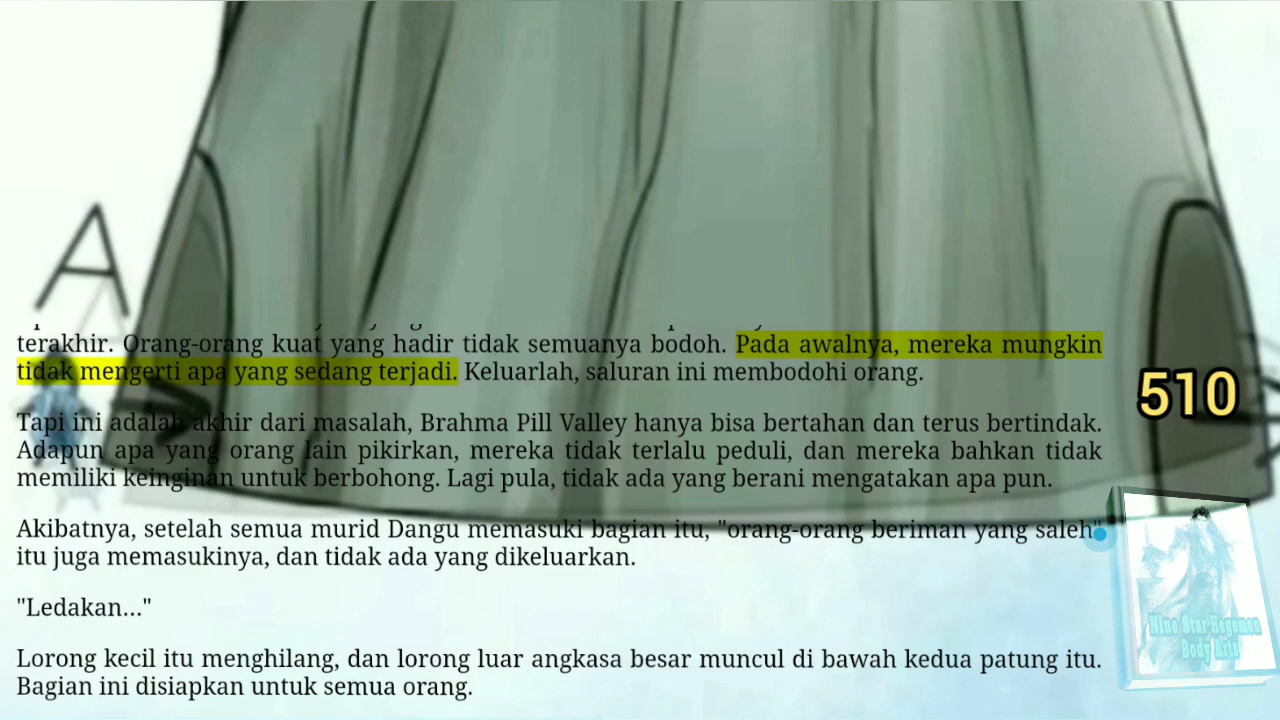 A
terakhir. Orang-orang kuat yang hadir tidak semuanya bodoh. Pada awalnya, mereka mungkin
tidak mengerti apa yang sedang terjadi. Keluarlah, saluran ini membodohi orang.
510
Tapi ini adalah akhir dari masalah, Brahma Pill Valley hanya bisa bertahan dan terus bertindak.
Adapun apa yang orang lain pikirkan, mereka tidak terlalu peduli, dan mereka bahkan tidak
memiliki keinginan untuk berbohong. Lagi pula, tidak ada yang berani mengatakan apa pun.
Akibatnya, setelah semua murid Dangu memasuki bagian itu, "orang-orang beriman yang saleh"
itu juga memasukinya, dan tidak ada yang dikeluarkan.
"Ledakan..."
Lorong kecil itu menghilang, dan lorong luar angkasa besar muncul di bawah kedua patung itu.
Bagian ini disiapkan untuk semua orang.
Nine Star Hegemon
Body Arts